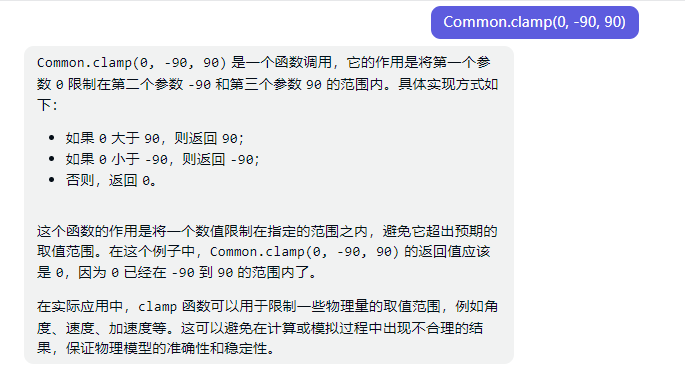 Common.clamp(0, -90, 90)
Common.clamp(0, -90, 90) 是一个函数调用，它的作用是将第一个参
数 0 限制在第二个参数 -90 和第三个参数 90 的范围内。具体实现方式如
下：
• 如果 0 大于 90，则返回 90；
• 如果 0 小于 -90，则返回 -90；
• 否则，返回 0。
这个函数的作用是将一个数值限制在指定的范围之内，避免它超出预期的
取值范围。在这个例子中，Common.clamp(0, -90, 90) 的返回值应该
是 0，因为 0 已经在 -90 到 90 的范围内了。
在实际应用中，clamp 函数可以用于限制一些物理量的取值范围，例如角
度、速度、加速度等。这可以避免在计算或模拟过程中出现不合理的结
果，保证物理模型的准确性和稳定性。